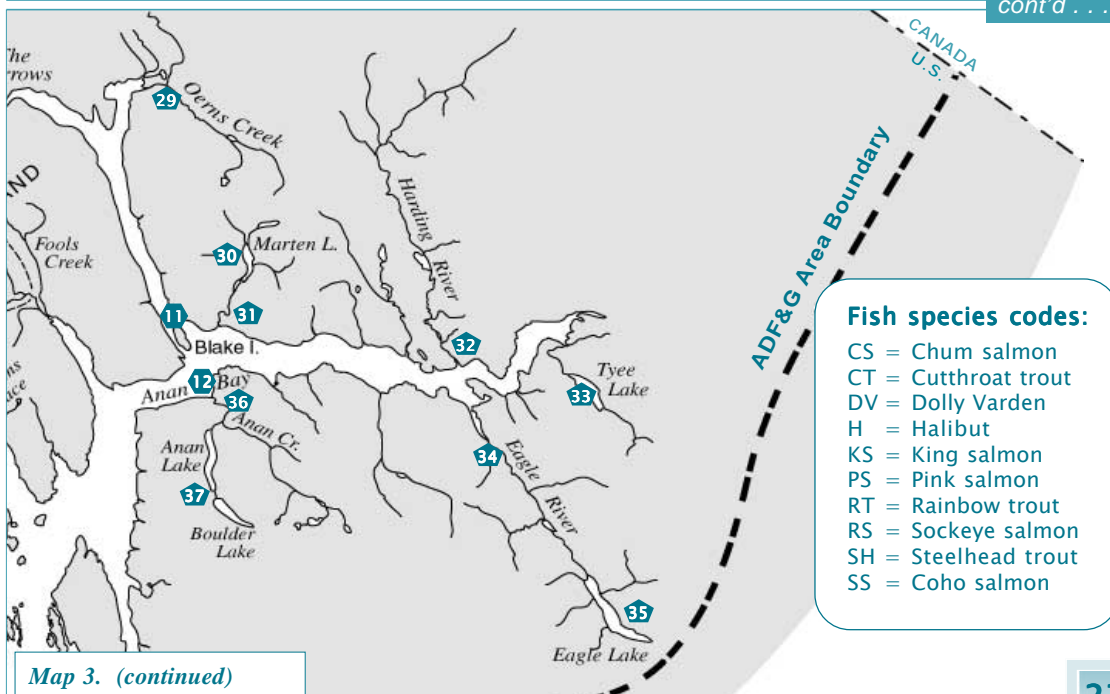 cont'd . . .
CANADA
U.S.
The
29
Oerns Creek
ADF&G Area Boundary
Harding River
Fools
Creek
30
Marten L.
11
31
Blake I.
32
12
Anan Bay
36
Anan Cr.
33
Tyee
Lake
Anan
Lake
34
Eagle River
37
Boulder
Lake
35
Eagle Lake
Fish species codes:
CS = Chum salmon
CT = Cutthroat trout
DV = Dolly Varden
H = Halibut
KS = King salmon
PS = Pink salmon
RT = Rainbow trout
RS = Sockeye salmon
SH = Steelhead trout
SS = Coho salmon
Map 3. (continued)